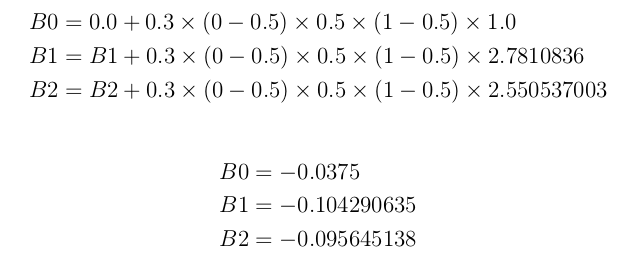 B0 = 0.0 + 0.3 × (0 − 0.5) × 0.5 × (1 − 0.5) × 1.0
B1 = B1 + 0.3 × (0 − 0.5) × 0.5 × (1 − 0.5) × 2.7810836
B2 = B2 + 0.3 × (0 − 0.5) × 0.5 × (1 − 0.5) × 2.550537003
B0 = −0.0375
B1 = −0.104290635
B2 = −0.095645138